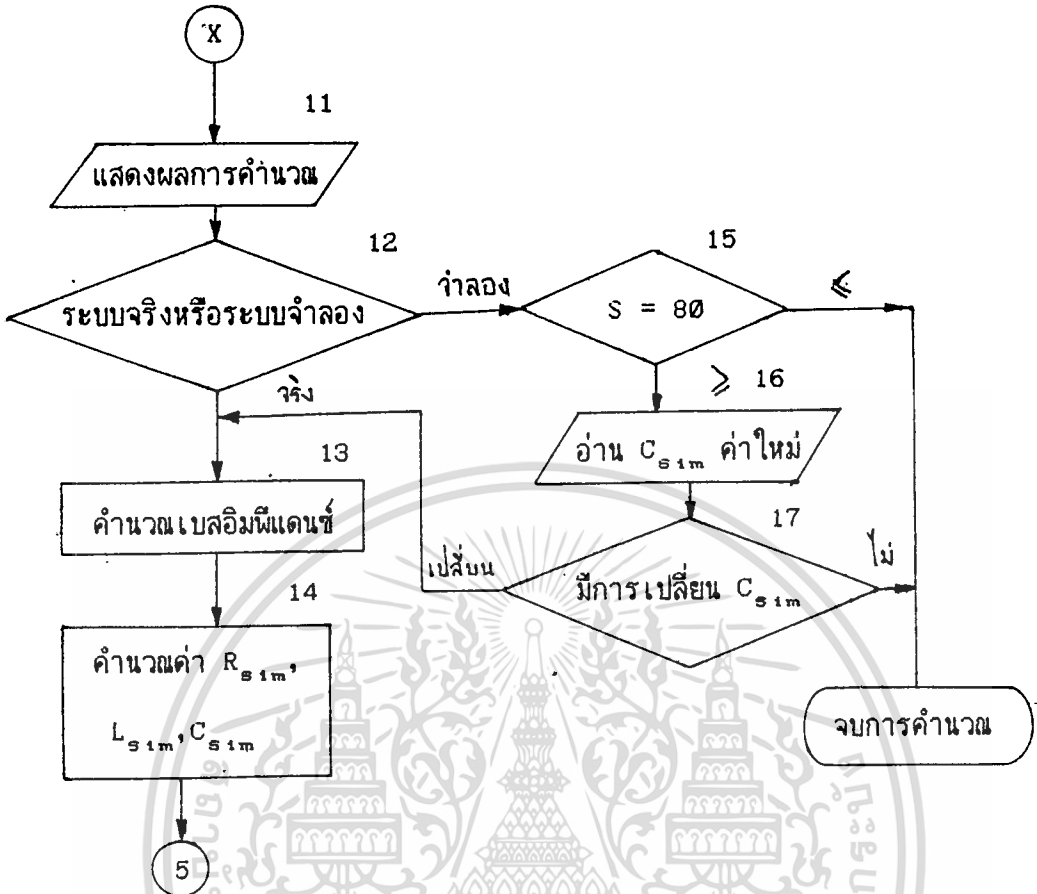 X
11
แสดงผลการคำนวณ
12
ระบบจริงหรือระบบจำลอง
จำลอง
15
S = 80
≤
จริง
≥ 16
อ่าน C_sim ค่าใหม่
13
คำนวณเบสอิมพีแดนซ์
17
มีการเปลี่ยน C_sim
เปลี่ยน
ไม่
14
คำนวณค่า R_sim,
L_sim, C_sim
จบการคำนวณ
5